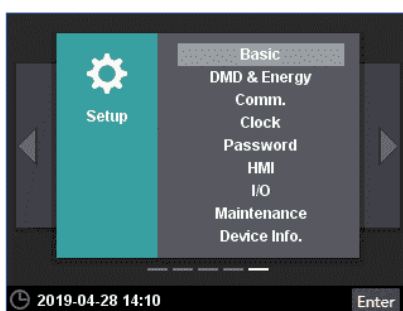 Setup
Basic
DMD & Energy
Comm.
Clock
Password
HMI
I/O
Maintenance
Device Info.
2019-04-28 14:10
Enter